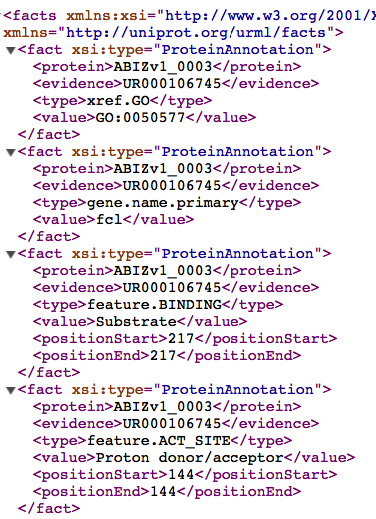 <facts xmlns:xsi="http://www.w3.org/2001/X
xmlns="http://uniprot.org/urml/facts">
▼<fact xsi:type="ProteinAnnotation">
<protein>ABIZv1_0003</protein>
<evidence>UR000106745</evidence>
<type>xref.GO</type>
<value>GO:0050577</value>
</fact>
▼<fact xsi:type="ProteinAnnotation">
<protein>ABIZv1_0003</protein>
<evidence>UR000106745</evidence>
<type>gene.name.primary</type>
<value>fcl</value>
</fact>
▼<fact xsi:type="ProteinAnnotation">
<protein>ABIZv1_0003</protein>
<evidence>UR000106745</evidence>
<type>feature.BINDING</type>
<value>Substrate</value>
<positionStart>217</positionStart>
<positionEnd>217</positionEnd>
</fact>
▼<fact xsi:type="ProteinAnnotation">
<protein>ABIZv1_0003</protein>
<evidence>UR000106745</evidence>
<type>feature.ACT_SITE</type>
<value>Proton donor/acceptor</value>
<positionStart>144</positionStart>
<positionEnd>144</positionEnd>
</fact>